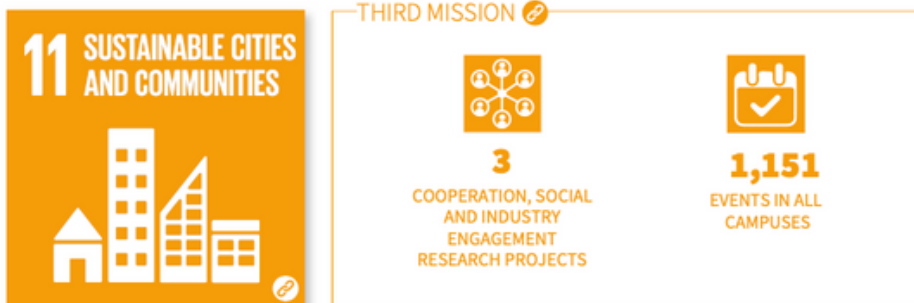 11 SUSTAINABLE CITIES
AND COMMUNITIES
THIRD MISSION
3
COOPERATION, SOCIAL
AND INDUSTRY
ENGAGEMENT
RESEARCH PROJECTS
1,151
EVENTS IN ALL
CAMPUSES